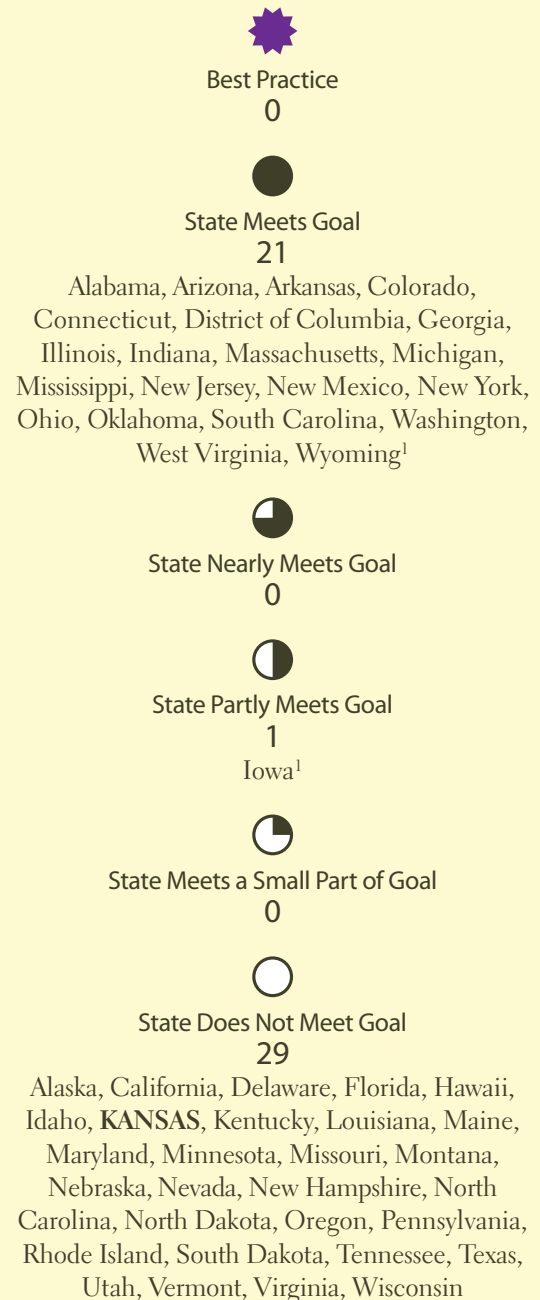 Best Practice
0
State Meets Goal
21
Alabama, Arizona, Arkansas, Colorado,
Connecticut, District of Columbia, Georgia,
Illinois, Indiana, Massachusetts, Michigan,
Mississippi, New Jersey, New Mexico, New York,
Ohio, Oklahoma, South Carolina, Washington,
West Virginia, Wyoming¹
State Nearly Meets Goal
0
State Partly Meets Goal
1
Iowa¹
State Meets a Small Part of Goal
0
State Does Not Meet Goal
29
Alaska, California, Delaware, Florida, Hawaii,
Idaho, KANSAS, Kentucky, Louisiana, Maine,
Maryland, Minnesota, Missouri, Montana,
Nebraska, Nevada, New Hampshire, North
Carolina, North Dakota, Oregon, Pennsylvania,
Rhode Island, South Dakota, Tennessee, Texas,
Utah, Vermont, Virginia, Wisconsin